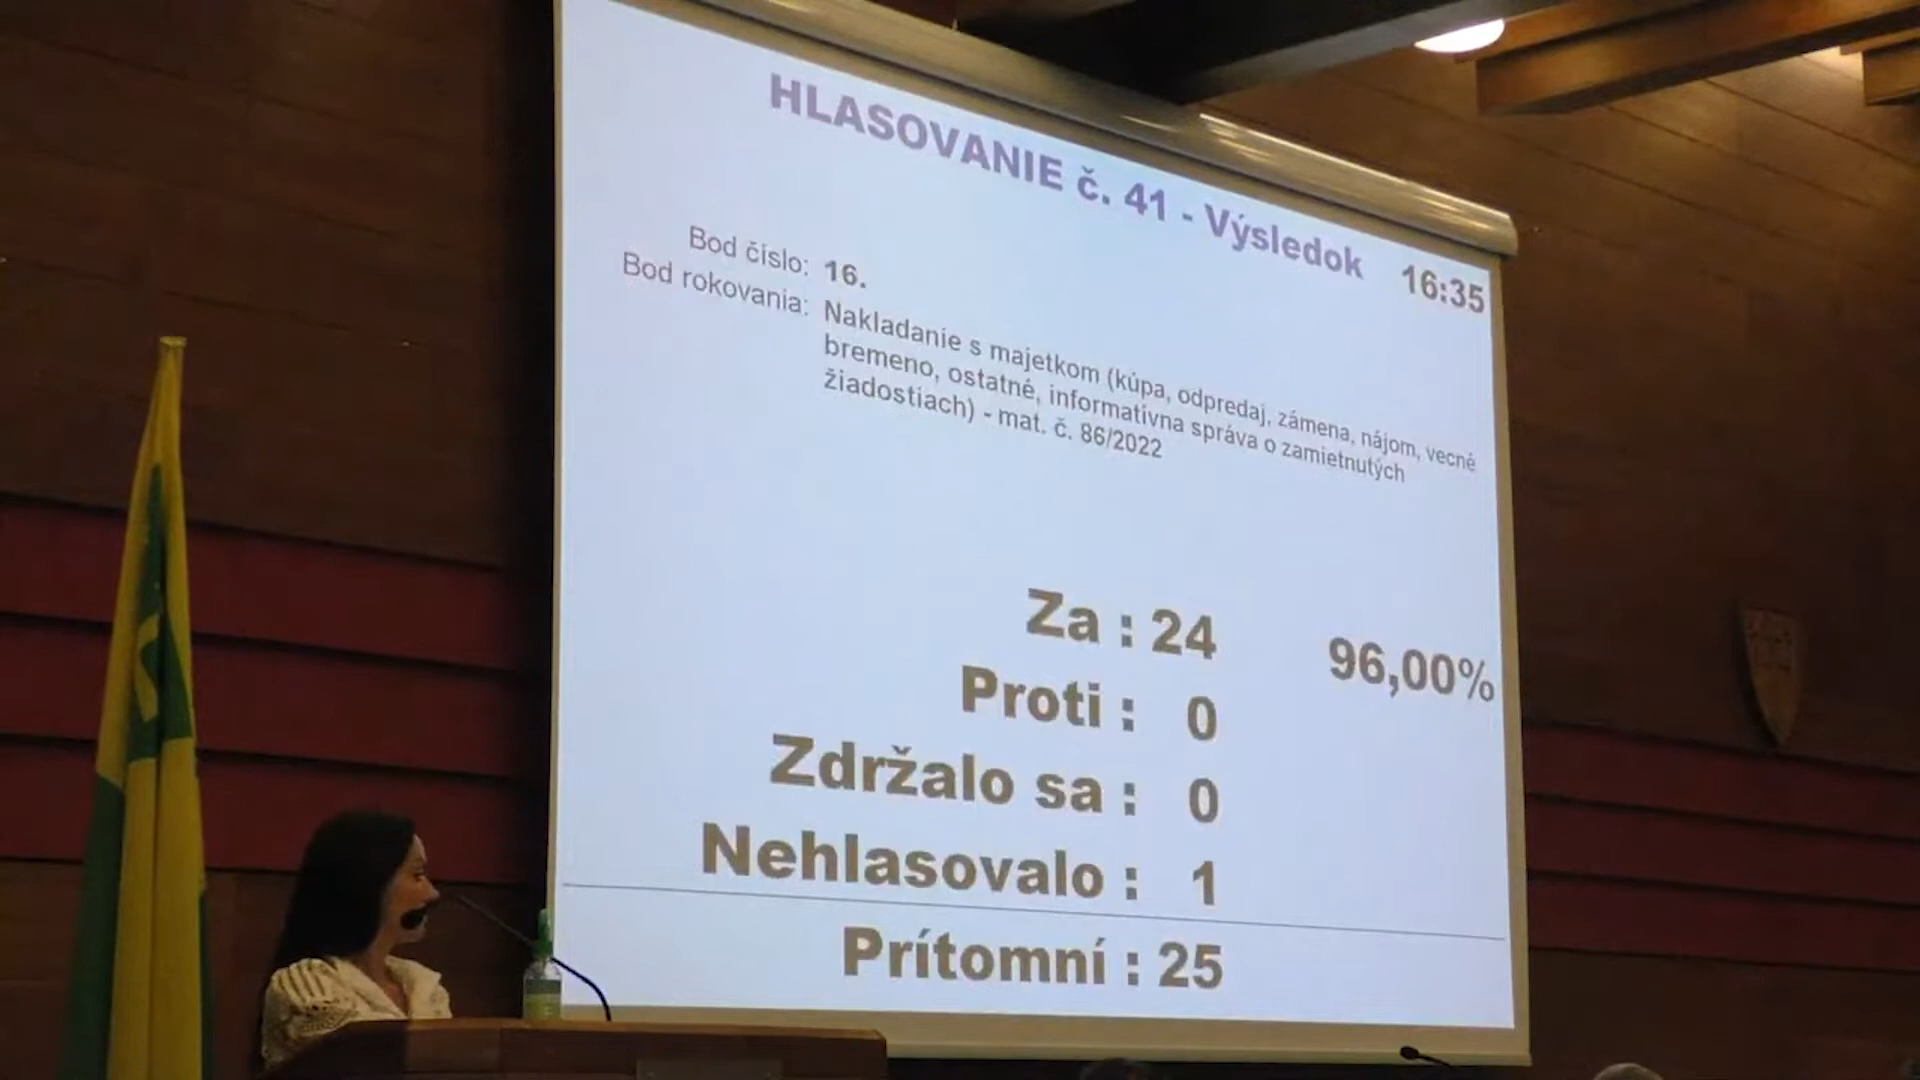 HLASOVANIE č. 41 - Výsledok 16:35
Bod číslo: 16.
Bod rokovania: Nakladanie s majetkom (kúpa, odpredaj, zámena, nájom, vecné
bremeno, ostatné, informatívna správa o zamietnutých
žiadostiach) - mat. č. 86/2022
Za : 24 96,00%
Proti : 0
Zdržalo sa : 0
Nehlasovalo : 1
Prítomní : 25